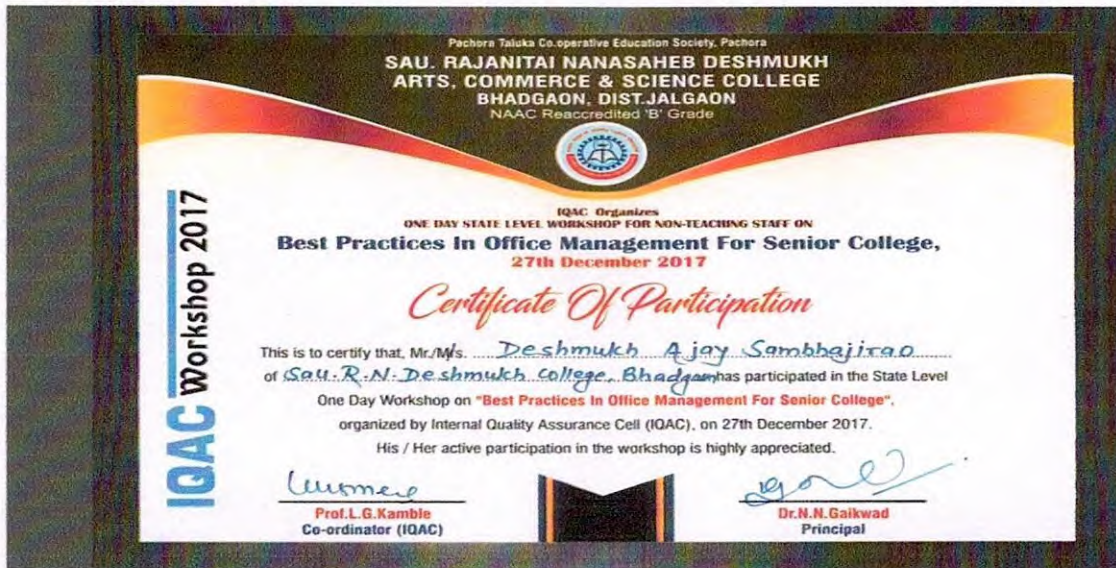 Pachora Taluka Co.operative Education Society, Pachora
SAU. RAJANITAI NANASAHEB DESHMUKH
ARTS, COMMERCE & SCIENCE COLLEGE
BHADGAON, DIST.JALGAON
NAAC Reaccredited 'B' Grade
IQAC Workshop 2017
IQAC Organizes
ONE DAY STATE LEVEL WORKSHOP FOR NON-TEACHING STAFF ON
Best Practices In Office Management For Senior College,
27th December 2017
Certificate Of Participation
This is to certify that, Mr./M/s. Deshmukh Ajay Sambhajirao
of Sau. R. N. Deshmukh College, Bhadgaon has participated in the State Level
One Day Workshop on "Best Practices In Office Management For Senior College",
organized by Internal Quality Assurance Cell (IQAC), on 27th December 2017.
His / Her active participation in the workshop is highly appreciated.
Prof.L.G.Kamble
Co-ordinator (IQAC)
Dr.N.N.Gaikwad
Principal